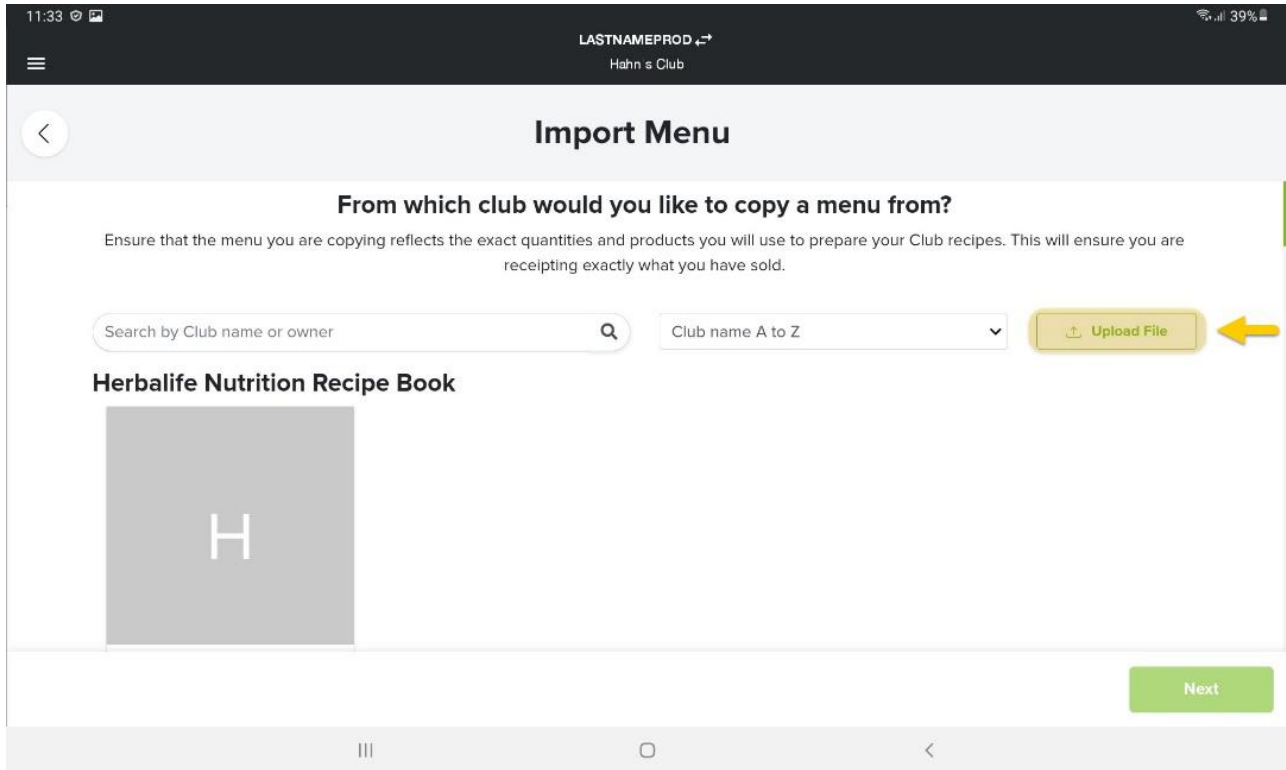 11:33 39%
LASTNAMEPROD
Hahn s Club
Import Menu
From which club would you like to copy a menu from?
Ensure that the menu you are copying reflects the exact quantities and products you will use to prepare your Club recipes. This will ensure you are
receipting exactly what you have sold.
Search by Club name or owner Club name A to Z Upload File
Herbalife Nutrition Recipe Book
H
Next